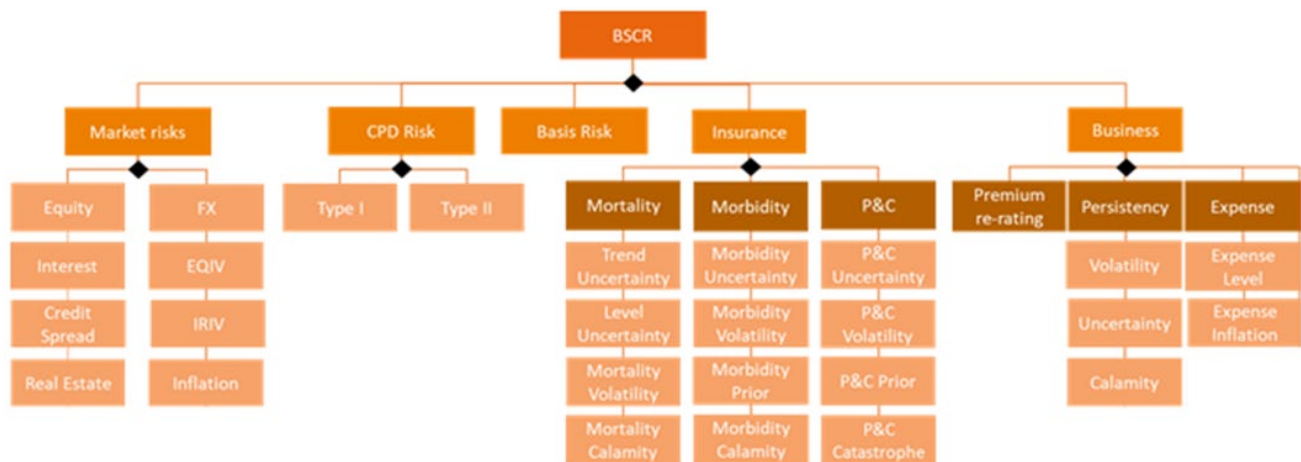 BSCR
Market risks
CPD Risk
Basis Risk
Insurance
Business
Equity
FX
Interest
EQIV
Credit
Spread
IRIV
Real Estate
Inflation
Type I
Type II
Mortality
Trend
Uncertainty
Level
Uncertainty
Mortality
Volatility
Mortality
Calamity
Morbidity
Morbidity
Uncertainty
Morbidity
Volatility
Morbidity
Prior
Morbidity
Calamity
P&C
P&C
Uncertainty
P&C
Volatility
P&C Prior
P&C
Catastrophe
Premium
re-rating
Persistency
Volatility
Uncertainty
Calamity
Expense
Expense
Level
Expense
Inflation